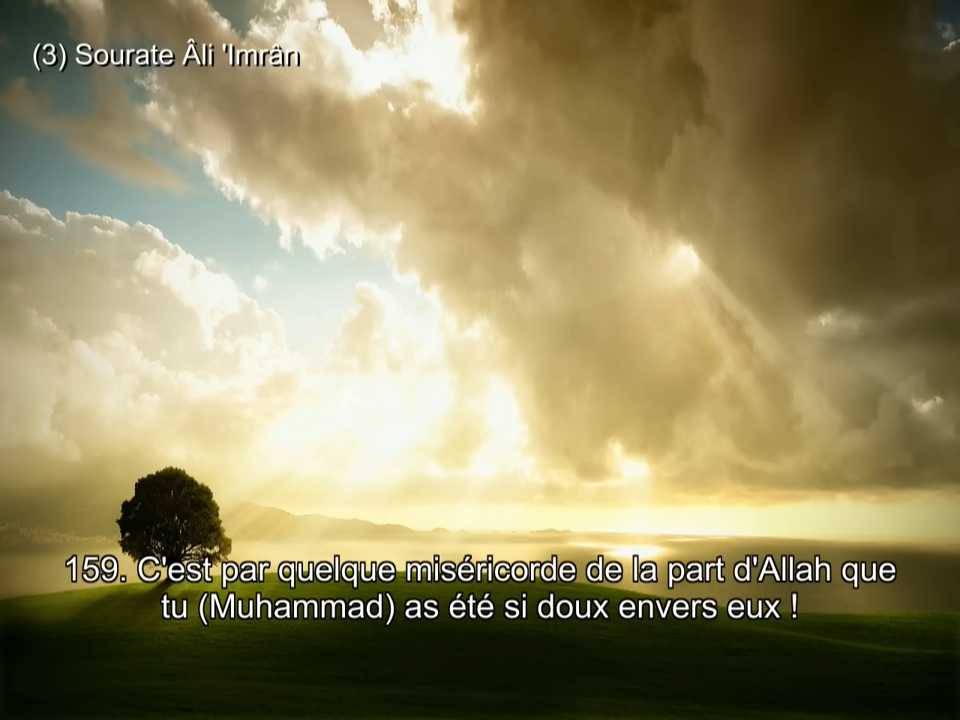 (3) Sourate Âli 'Imrân
159. C'est par quelque miséricorde de la part d'Allah que
tu (Muhammad) as été si doux envers eux !